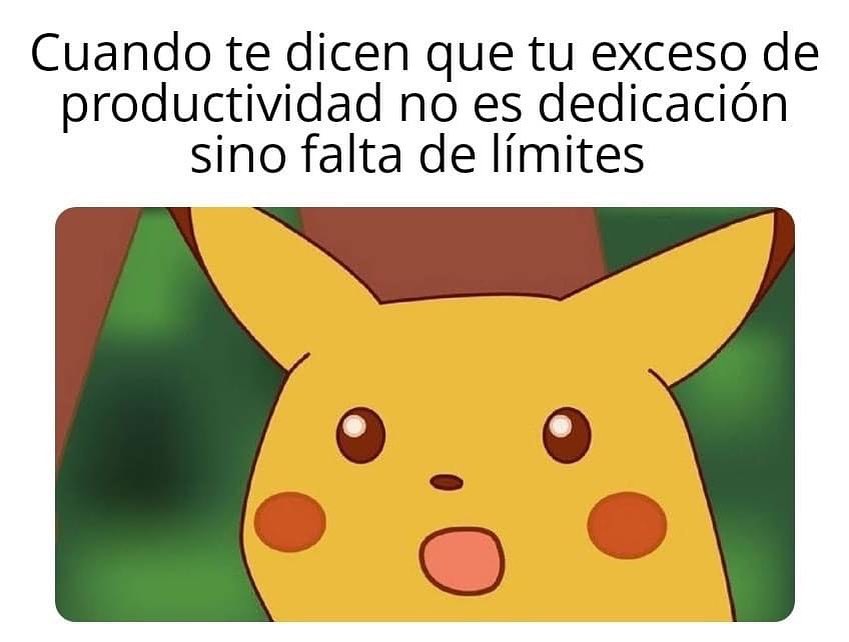 Cuando te dicen que tu exceso de
productividad no es dedicación
sino falta de límites